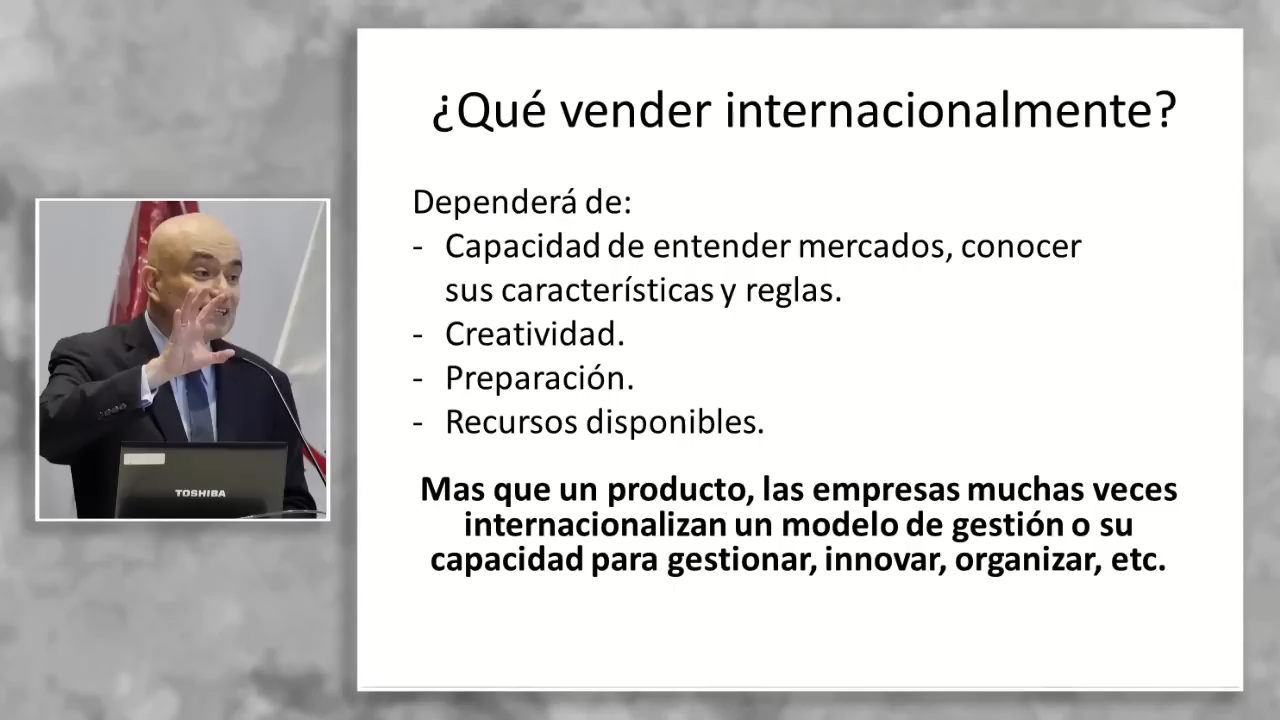 ¿Qué vender internacionalmente?
Dependerá de:
- Capacidad de entender mercados, conocer
sus características y reglas.
- Creatividad.
- Preparación.
- Recursos disponibles.
Mas que un producto, las empresas muchas veces
internacionalizan un modelo de gestión o su
capacidad para gestionar, innovar, organizar, etc.
TOSHIBA